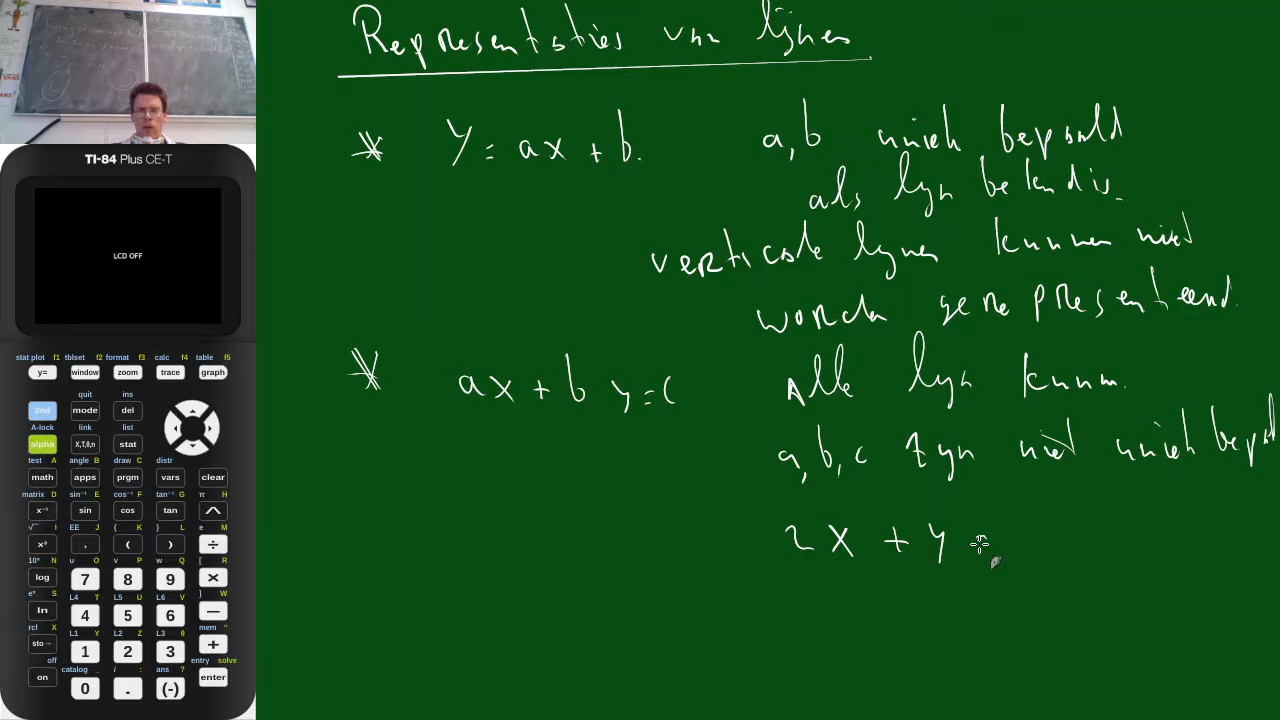 Representaties van lijnen
* y = ax + b.
a, b uniek bepaald
als lijn bekend is.
verticale lijnen kunnen niet
worden gerepresenteerd.
* ax + by = c
Alle lijn kunn.
a, b, c zijn niet uniek bepal
2x + y
TI-84 Plus CE-T
LCD OFF
stat plot f1 tblset f2 format f3 calc f4 table f5
y= window zoom trace graph
quit ins
2nd mode del
A-lock link list
alpha X,T,θ,n stat
test A angle B draw C distr
math apps prgm vars clear
matrix D sin⁻¹ E cos⁻¹ F tan⁻¹ G π H
x⁻¹ sin cos tan ^
√ I EE J { K } L e M
x² , ( ) ÷
10ˣ N u O v P w Q [ R
log 7 8 9 ×
eˣ S L4 T L5 U L6 V ] W
ln 4 5 6 —
rcl X L1 Y L2 Z L3 θ mem "
sto→ 1 2 3 +
off catalog _ i : ans ? entry solve
on 0 . (-) enter